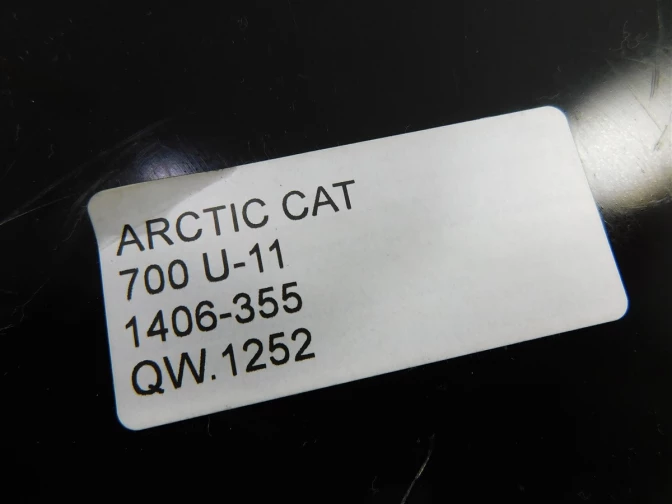 ARCTIC CAT
700 U-11
1406-355
QW.1252